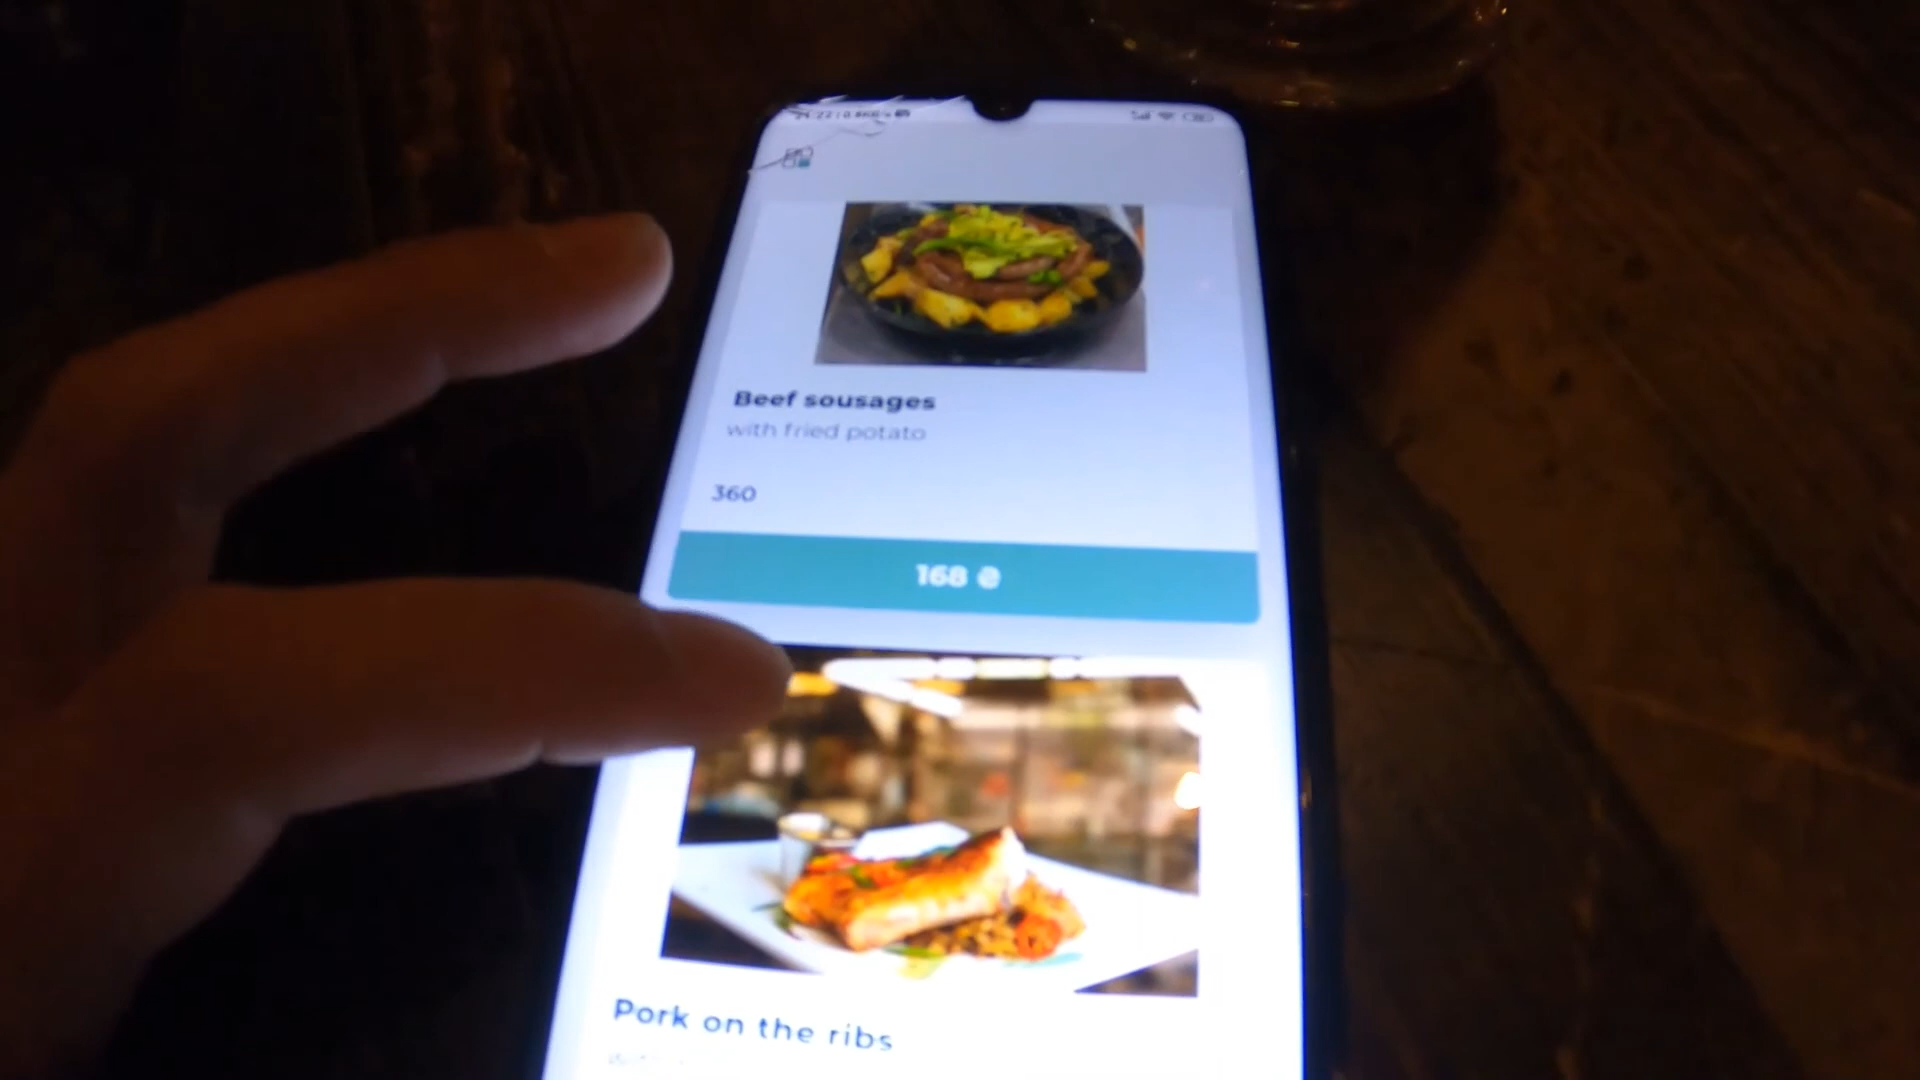 Beef sousages
with fried potato
360
168 ₴
Pork on the ribs